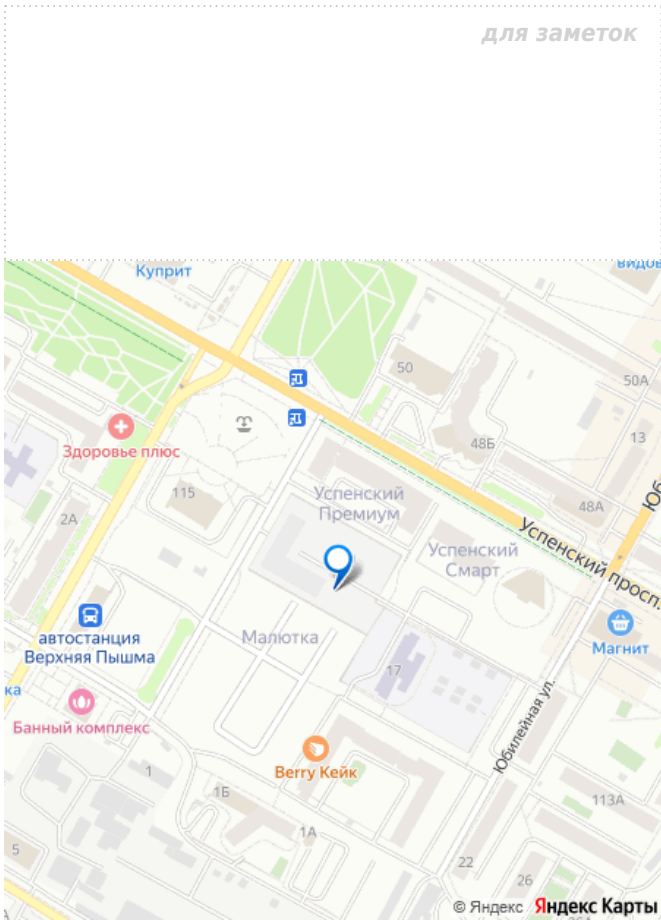 для заметок
Куприт
видов
50
50А
Здоровье плюс
48Б
13
115
Успенский
Премиум
48А
Юб
2А
Успенский
Смарт
Успенский просп.
автостанция
Верхняя Пышма
Малютка
Магнит
17
ка
Банный комплекс
Юбилейная ул.
Berry Кейк
1
1Б
113А
1А
5
22
26
© Яндекс Яндекс Карты